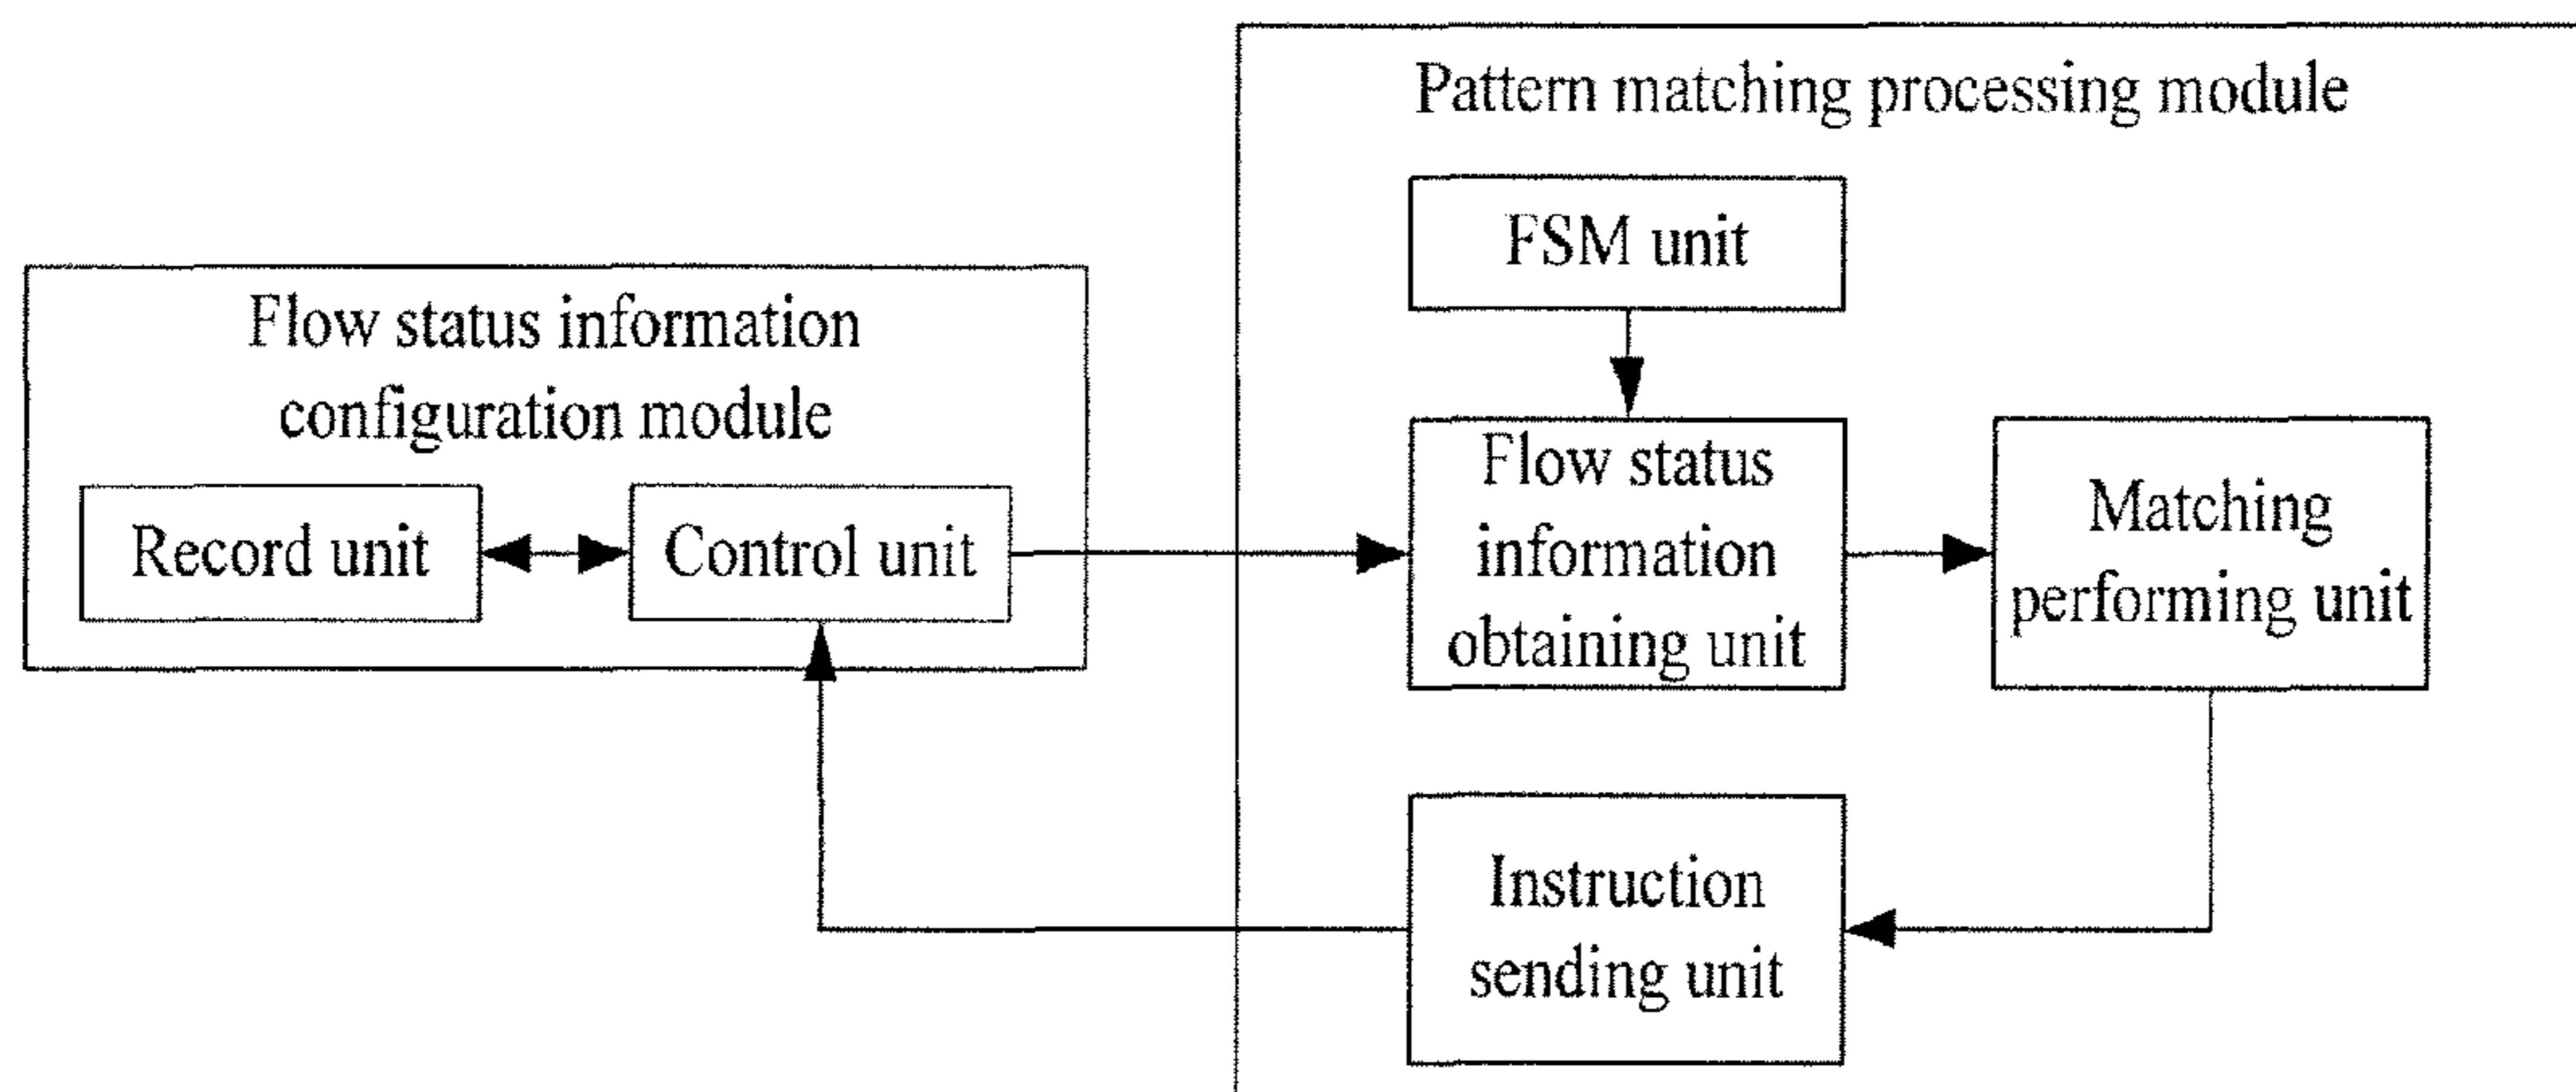 Pattern matching processing module
FSM unit
Flow status information
configuration module
Record unit
Control unit
Flow status
information
obtaining unit
Matching
performing unit
Instruction
sending unit